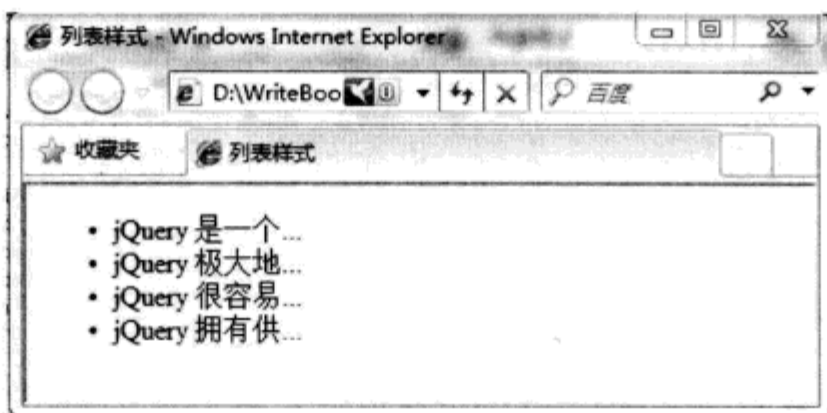 列表样式 - Windows Internet Explorer
D:\WriteBoo
百度
收藏夹
列表样式
• jQuery 是一个...
• jQuery 极大地...
• jQuery 很容易...
• jQuery 拥有供...